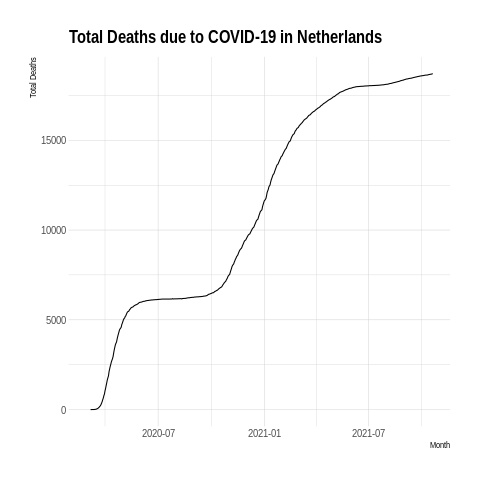 Total Deaths due to COVID-19 in Netherlands
Total Deaths
15000
10000
5000
0
2020-07 2021-01 2021-07
Month